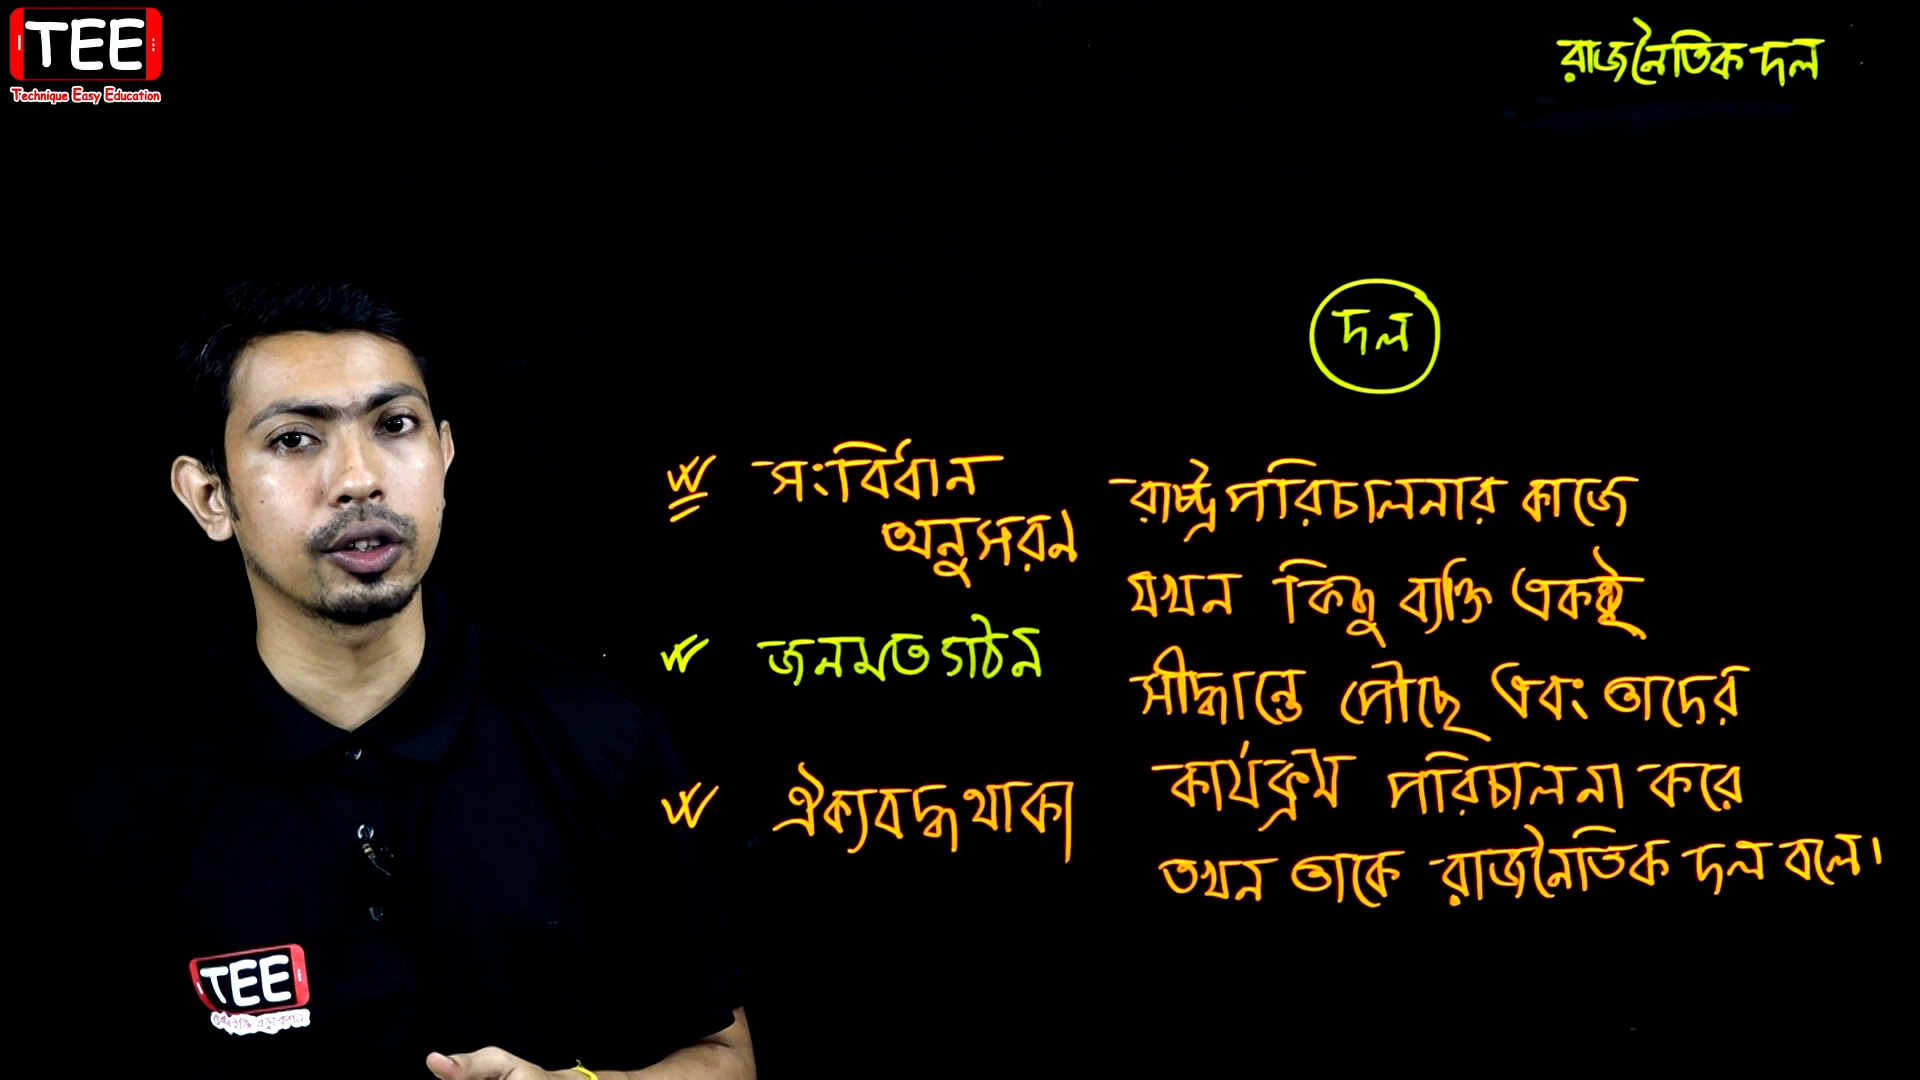 TEE
Technique Easy Education
রাজনৈতিক দল
দল
সংবিধান
অনুসরন
জনমত গঠন
ঐক্যবদ্ধ থাকা
রাষ্ট্র পরিচালনার কাজে
যখন কিছু ব্যক্তি একই
সীদ্ধান্তে পৌছে এবং তাদের
কার্যক্রম পরিচালনা করে
তখন তাকে রাজনৈতিক দল বলে।
TEE